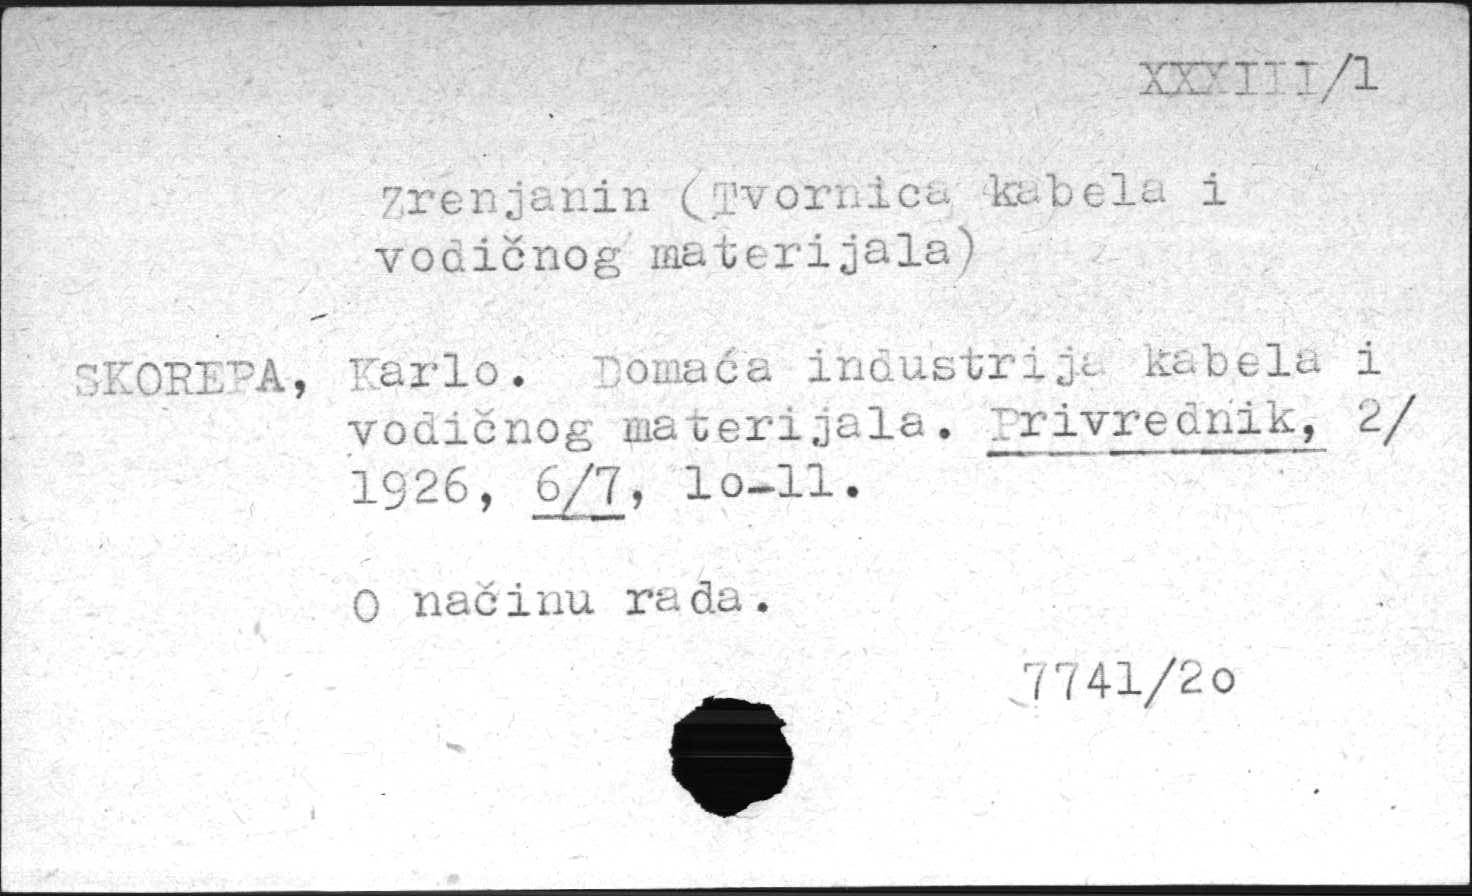 XXXIII/1
Zrenjanin (Tvornica kabela i
vodičnog materijala)
SKOREPA, Karlo. Domaća industrija kabela i
vodičnog materijala. Privrednik, 2/
1926, 6/7, lo-11.
O načinu rada.
7741/2o